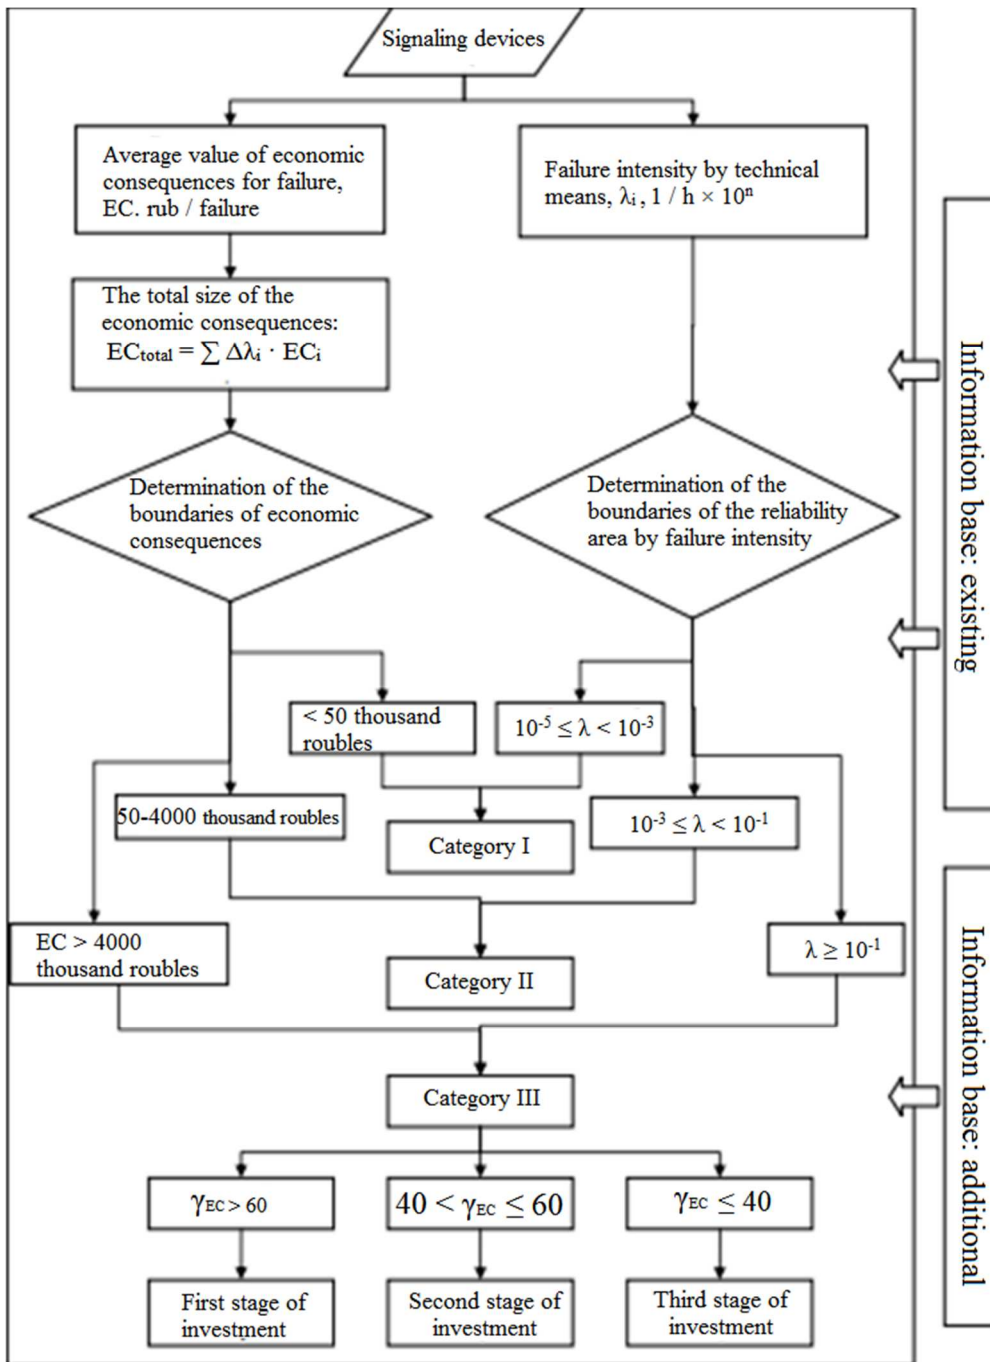 Signaling devices
Average value of economic
consequences for failure,
EC. rub / failure
Failure intensity by technical
means, λᵢ, 1 / h × 10ⁿ
The total size of the
economic consequences:
EC_total = ∑ Δλᵢ · ECᵢ
Determination of the
boundaries of economic
consequences
Determination of the
boundaries of the reliability
area by failure intensity
< 50 thousand
roubles
10⁻⁵ ≤ λ < 10⁻³
50-4000 thousand roubles
Category I
10⁻³ ≤ λ < 10⁻¹
EC > 4000
thousand roubles
Category II
λ ≥ 10⁻¹
Category III
γEC > 60
40 < γEC ≤ 60
γEC ≤ 40
First stage of
investment
Second stage of
investment
Third stage of
investment
Information base: existing
Information base: additional